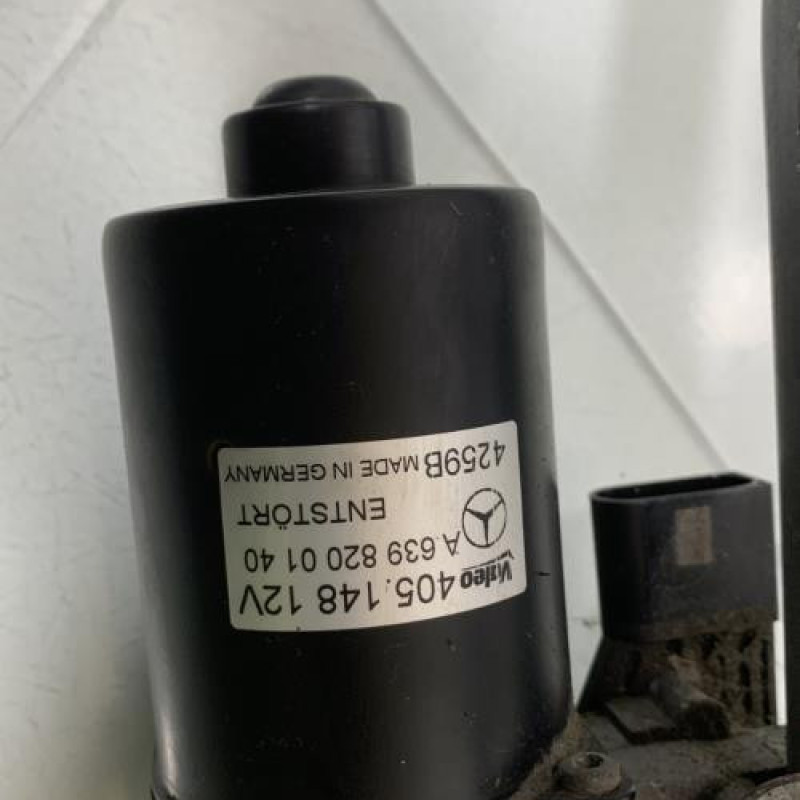 Valeo 405.148 12V
A 639 820 01 40
ENTSTÖRT
4259B MADE IN GERMANY